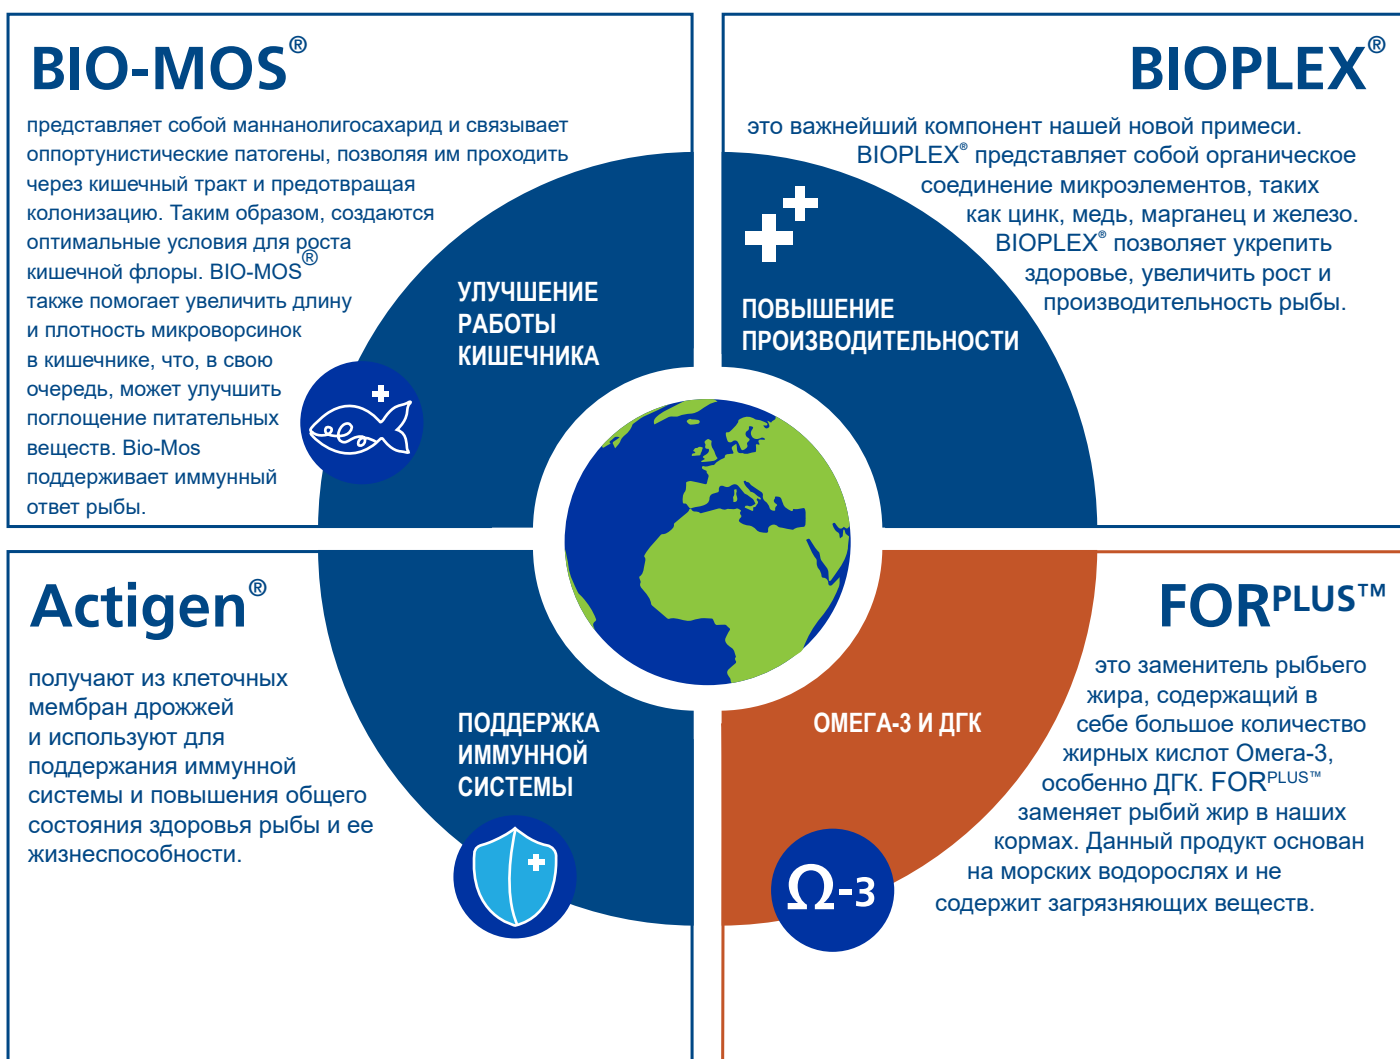 BIO-MOS®
представляет собой маннанолигосахарид и связывает
оппортунистические патогены, позволяя им проходить
через кишечный тракт и предотвращая
колонизацию. Таким образом, создаются
оптимальные условия для роста
кишечной флоры. BIO-MOS®
также помогает увеличить длину
и плотность микроворсинок
в кишечнике, что, в свою
очередь, может улучшить
поглощение питательных
веществ. Bio-Mos
поддерживает иммунный
ответ рыбы.
УЛУЧШЕНИЕ
РАБОТЫ
КИШЕЧНИКА
BIOPLEX®
это важнейший компонент нашей новой примеси.
BIOPLEX® представляет собой органическое
соединение микроэлементов, таких
как цинк, медь, марганец и железо.
BIOPLEX® позволяет укрепить
здоровье, увеличить рост и
производительность рыбы.
ПОВЫШЕНИЕ
ПРОИЗВОДИТЕЛЬНОСТИ
Actigen®
получают из клеточных
мембран дрожжей
и используют для
поддержания иммунной
системы и повышения общего
состояния здоровья рыбы и ее
жизнеспособности.
ПОДДЕРЖКА
ИММУННОЙ
СИСТЕМЫ
FORPLUS™
это заменитель рыбьего
жира, содержащий в
себе большое количество
жирных кислот Омега-3,
особенно ДГК. FORPLUS™
заменяет рыбий жир в наших
кормах. Данный продукт основан
на морских водорослях и не
содержит загрязняющих веществ.
ОМЕГА-3 И ДГК
Ω-3